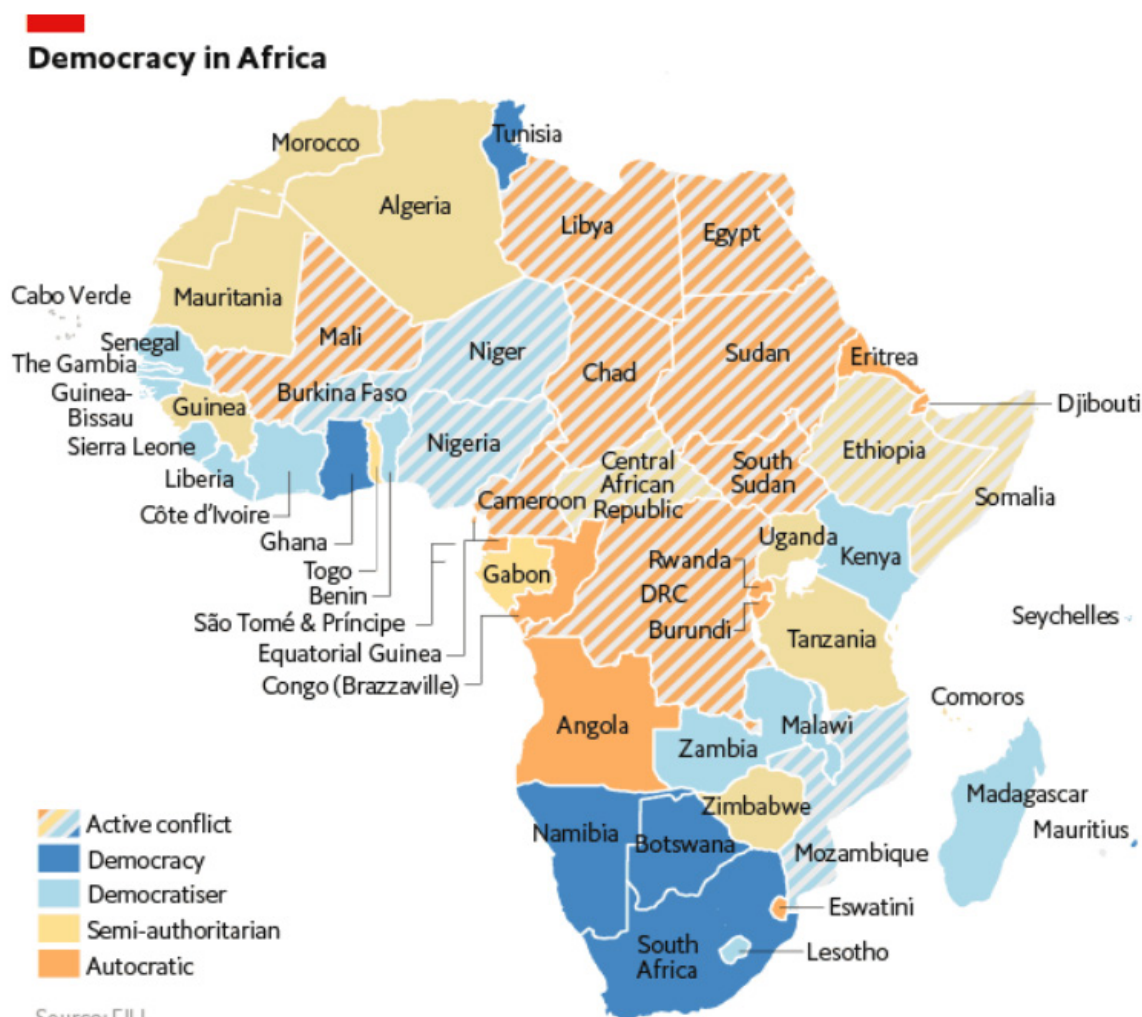 Democracy in Africa
Morocco
Tunisia
Algeria
Libya
Egypt
Cabo Verde
Mauritania
Mali
Niger
Chad
Sudan
Eritrea
Senegal
The Gambia
Guinea-
Bissau
Guinea
Burkina Faso
Djibouti
Sierra Leone
Nigeria
Ethiopia
Liberia
Central
African
Republic
South
Sudan
Somalia
Côte d'Ivoire
Cameroon
Ghana
Uganda
Kenya
Togo
Gabon
Rwanda
Benin
DRC
São Tomé & Príncipe
Burundi
Tanzania
Seychelles
Equatorial Guinea
Congo (Brazzaville)
Comoros
Angola
Malawi
Zambia
Madagascar
Zimbabwe
Mauritius
Namibia
Botswana
Mozambique
Eswatini
South
Africa
Lesotho
Active conflict
Democracy
Democratiser
Semi-authoritarian
Autocratic